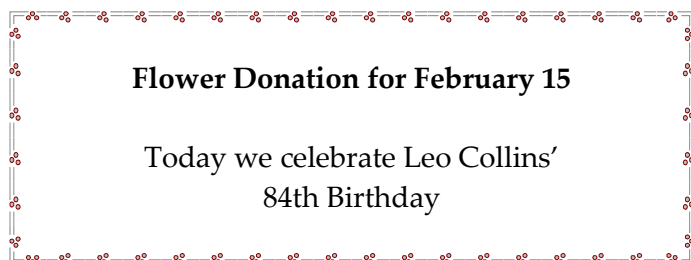 Flower Donation for February 15
Today we celebrate Leo Collins’
84th Birthday